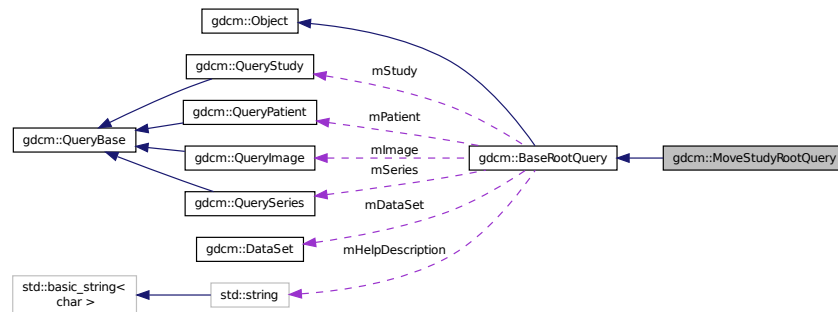 gdcm::Object
gdcm::QueryStudy
mStudy
gdcm::QueryPatient
mPatient
gdcm::QueryBase
mImage
gdcm::QueryImage
gdcm::BaseRootQuery
gdcm::MoveStudyRootQuery
mSeries
gdcm::QuerySeries
mDataSet
gdcm::DataSet
mHelpDescription
std::basic_string<
char >
std::string